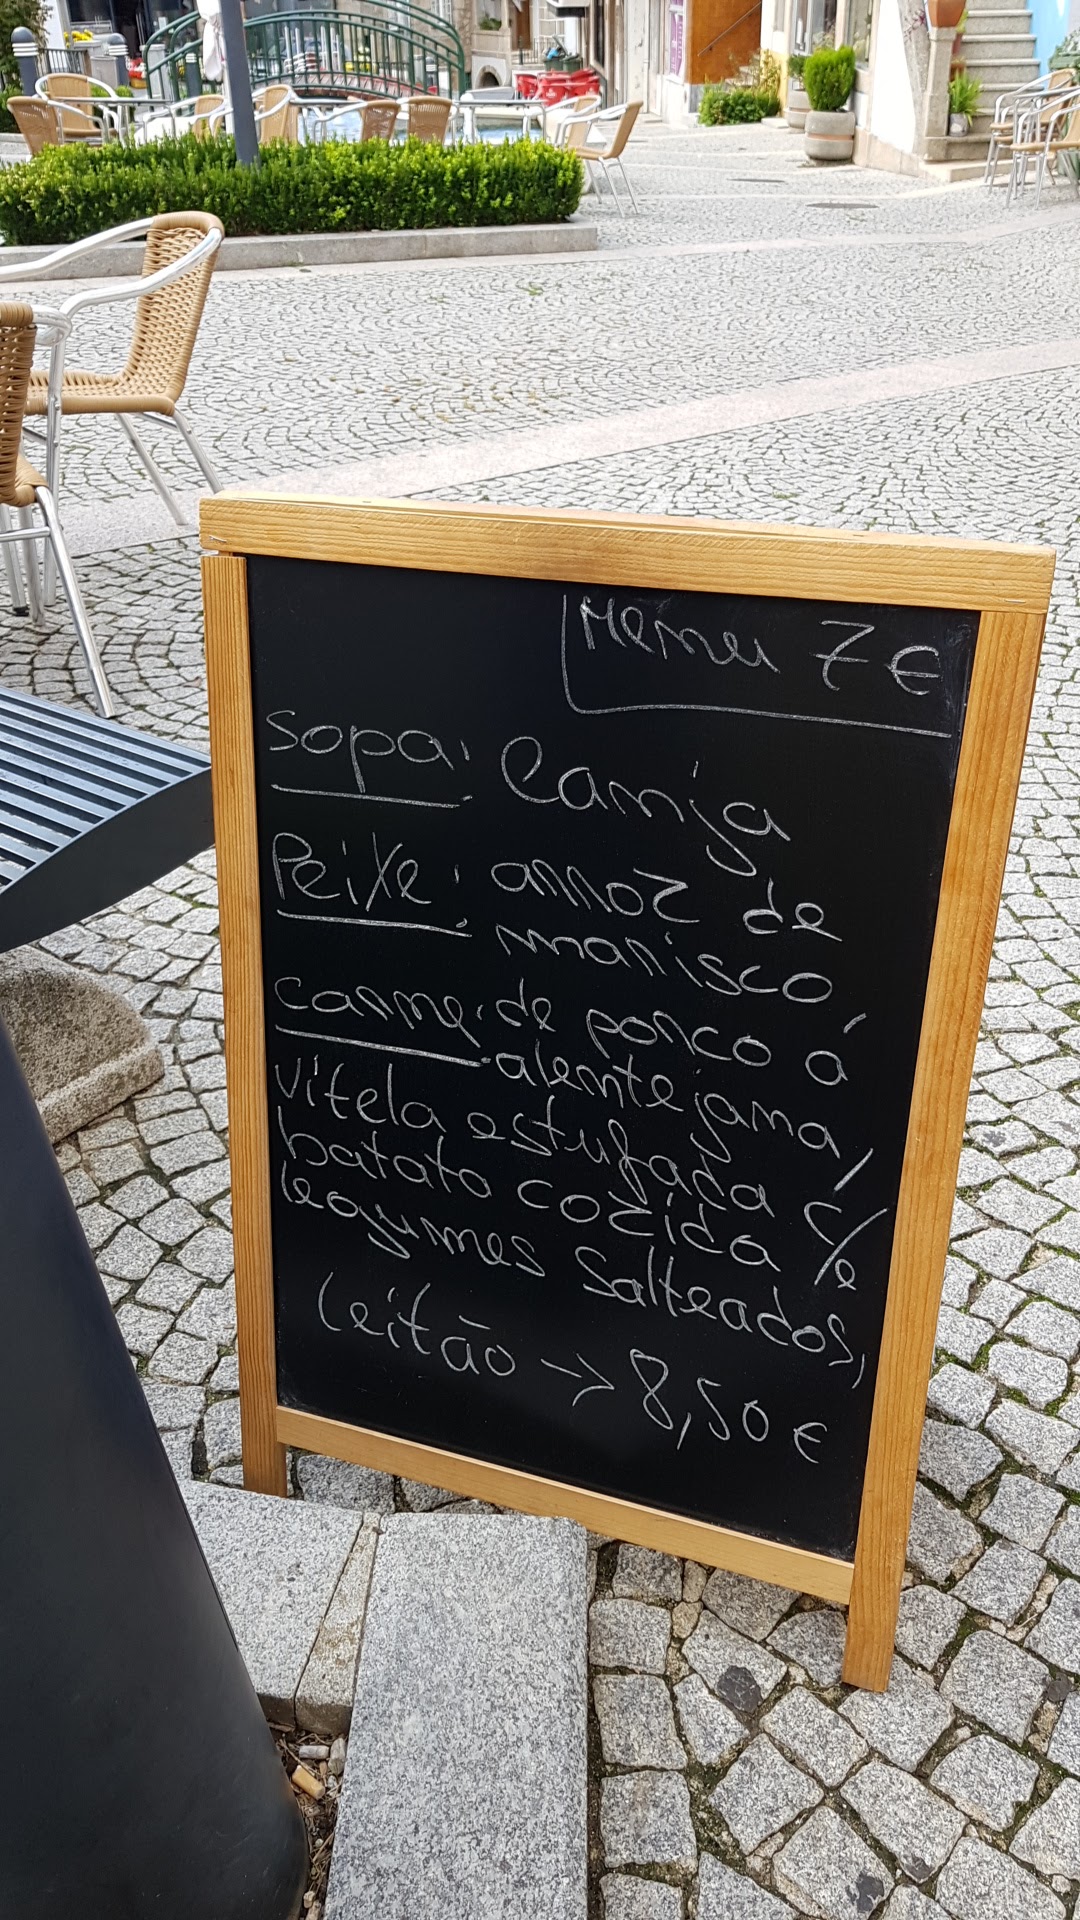 Menu 7€
Sopa: Canja
Peixe: arroz de
marisco
carne: de porco á
alentejana/
vitela estufada c/
batata cozida e
legumes salteados,
leitão -> 8,50€